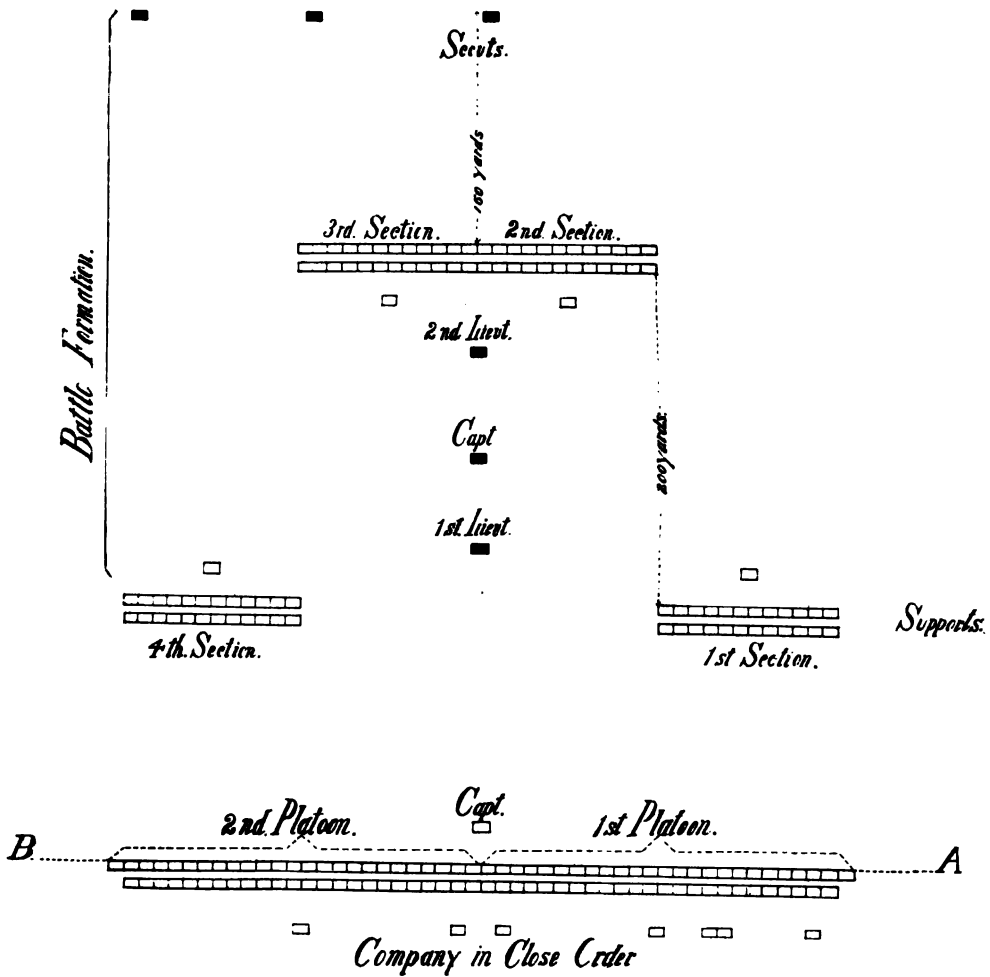 Scouts.
150 yards
3rd. Section.
2nd. Section.
Battle Formation.
2nd Lieut.
Capt
200 yards.
1st Lieut.
4th. Section.
1st Section.
Supports.
Capt.
2nd. Platoon.
1st Platoon.
B
A
Company in Close Order